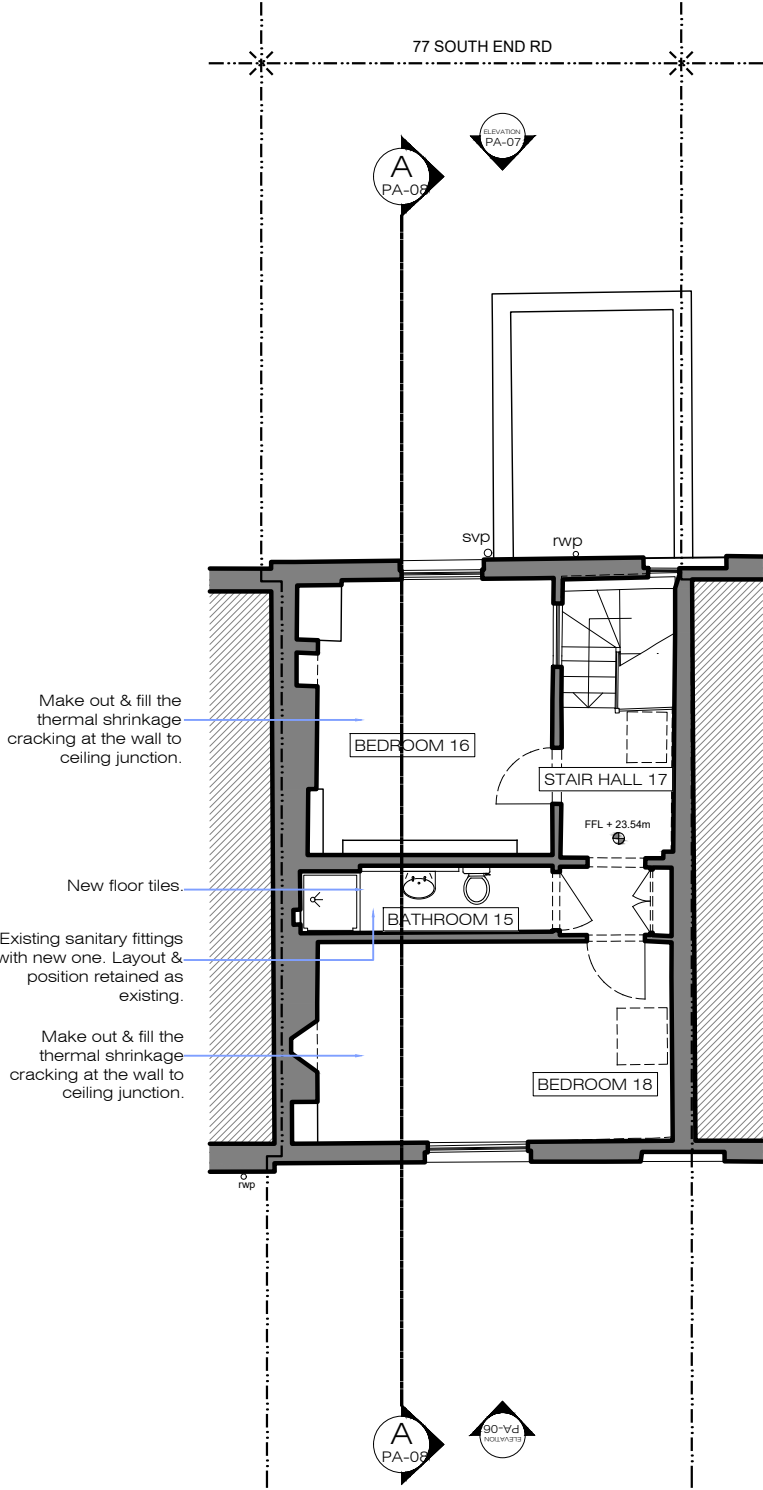 77 SOUTH END RD
ELEVATION
PA-07
A
PA-08
svp
rwp
Make out & fill the
thermal shrinkage
cracking at the wall to
ceiling junction.
BEDROOM 16
STAIR HALL 17
FFL + 23.54m
New floor tiles.
BATHROOM 15
Existing sanitary fittings
with new one. Layout &
position retained as
existing.
Make out & fill the
thermal shrinkage
cracking at the wall to
ceiling junction.
BEDROOM 18
rwp
A
PA-08
ELEVATION
PA-06